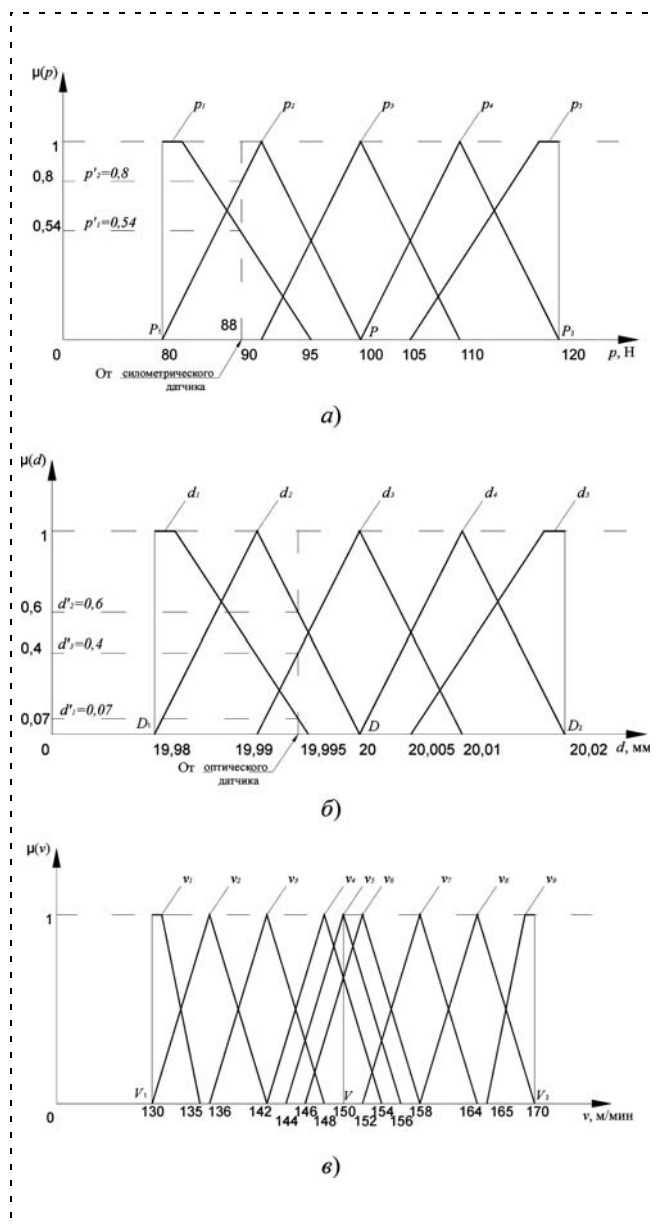 μ(p)
p₁ p₂ p₃ p₄ p₅
1
0,8 p'₂=0,8
0,54 p'₁=0,54
P₁ 88 P P₂
0 80 90 95 100 105 110 120 p, Н
От силометрического датчика
а)
μ(d)
d₁ d₂ d₃ d₄ d₅
1
0,6 d'₂=0,6
0,4 d'₃=0,4
0,07 d'₁=0,07
D₁ D D₂
0 19,98 19,99 19,995 20 20,005 20,01 20,02 d, мм
От оптического датчика
б)
μ(v)
v₁ v₂ v₃ v₄ v₅ v₆ v₇ v₈ v₉
1
V₁ V V₂
0 130 135 136 142 144 146 148 150 152 154 156 158 164 165 170 v, м/мин
в)